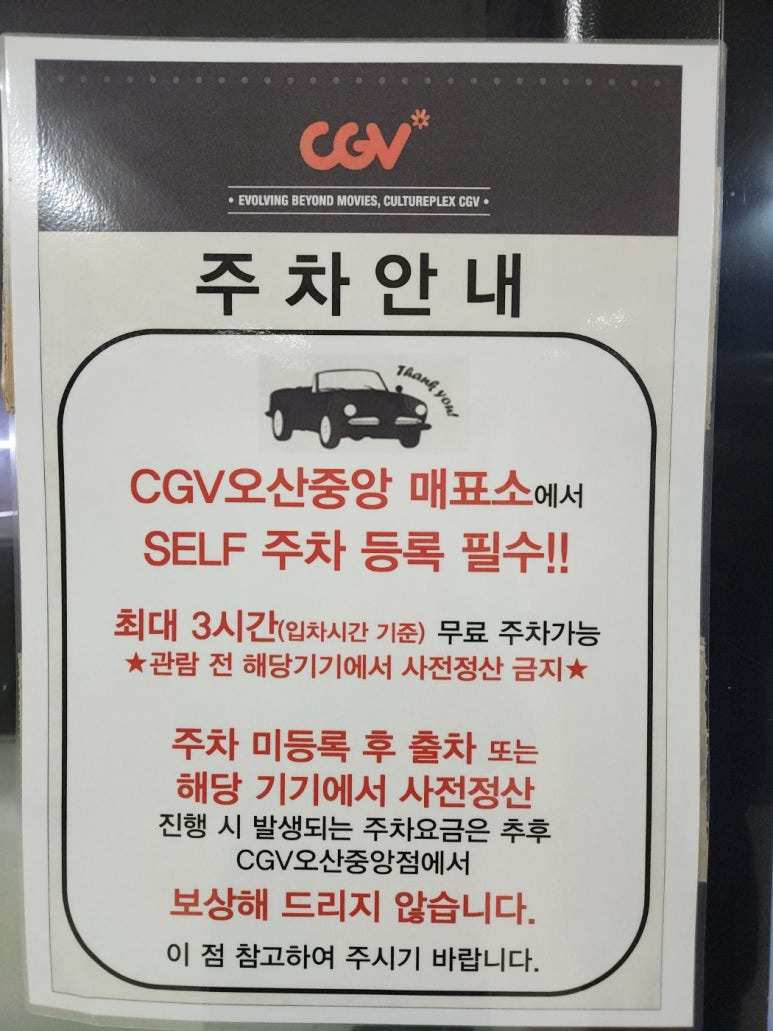 CGV
• EVOLVING BEYOND MOVIES, CULTUREPLEX CGV •
주차안내
Thank you!
CGV오산중앙 매표소에서
SELF 주차 등록 필수!!
최대 3시간(입차시간 기준) 무료 주차가능
★관람 전 해당기기에서 사전정산 금지★
주차 미등록 후 출차 또는
해당 기기에서 사전정산
진행 시 발생되는 주차요금은 추후
CGV오산중앙점에서
보상해 드리지 않습니다.
이 점 참고하여 주시기 바랍니다.